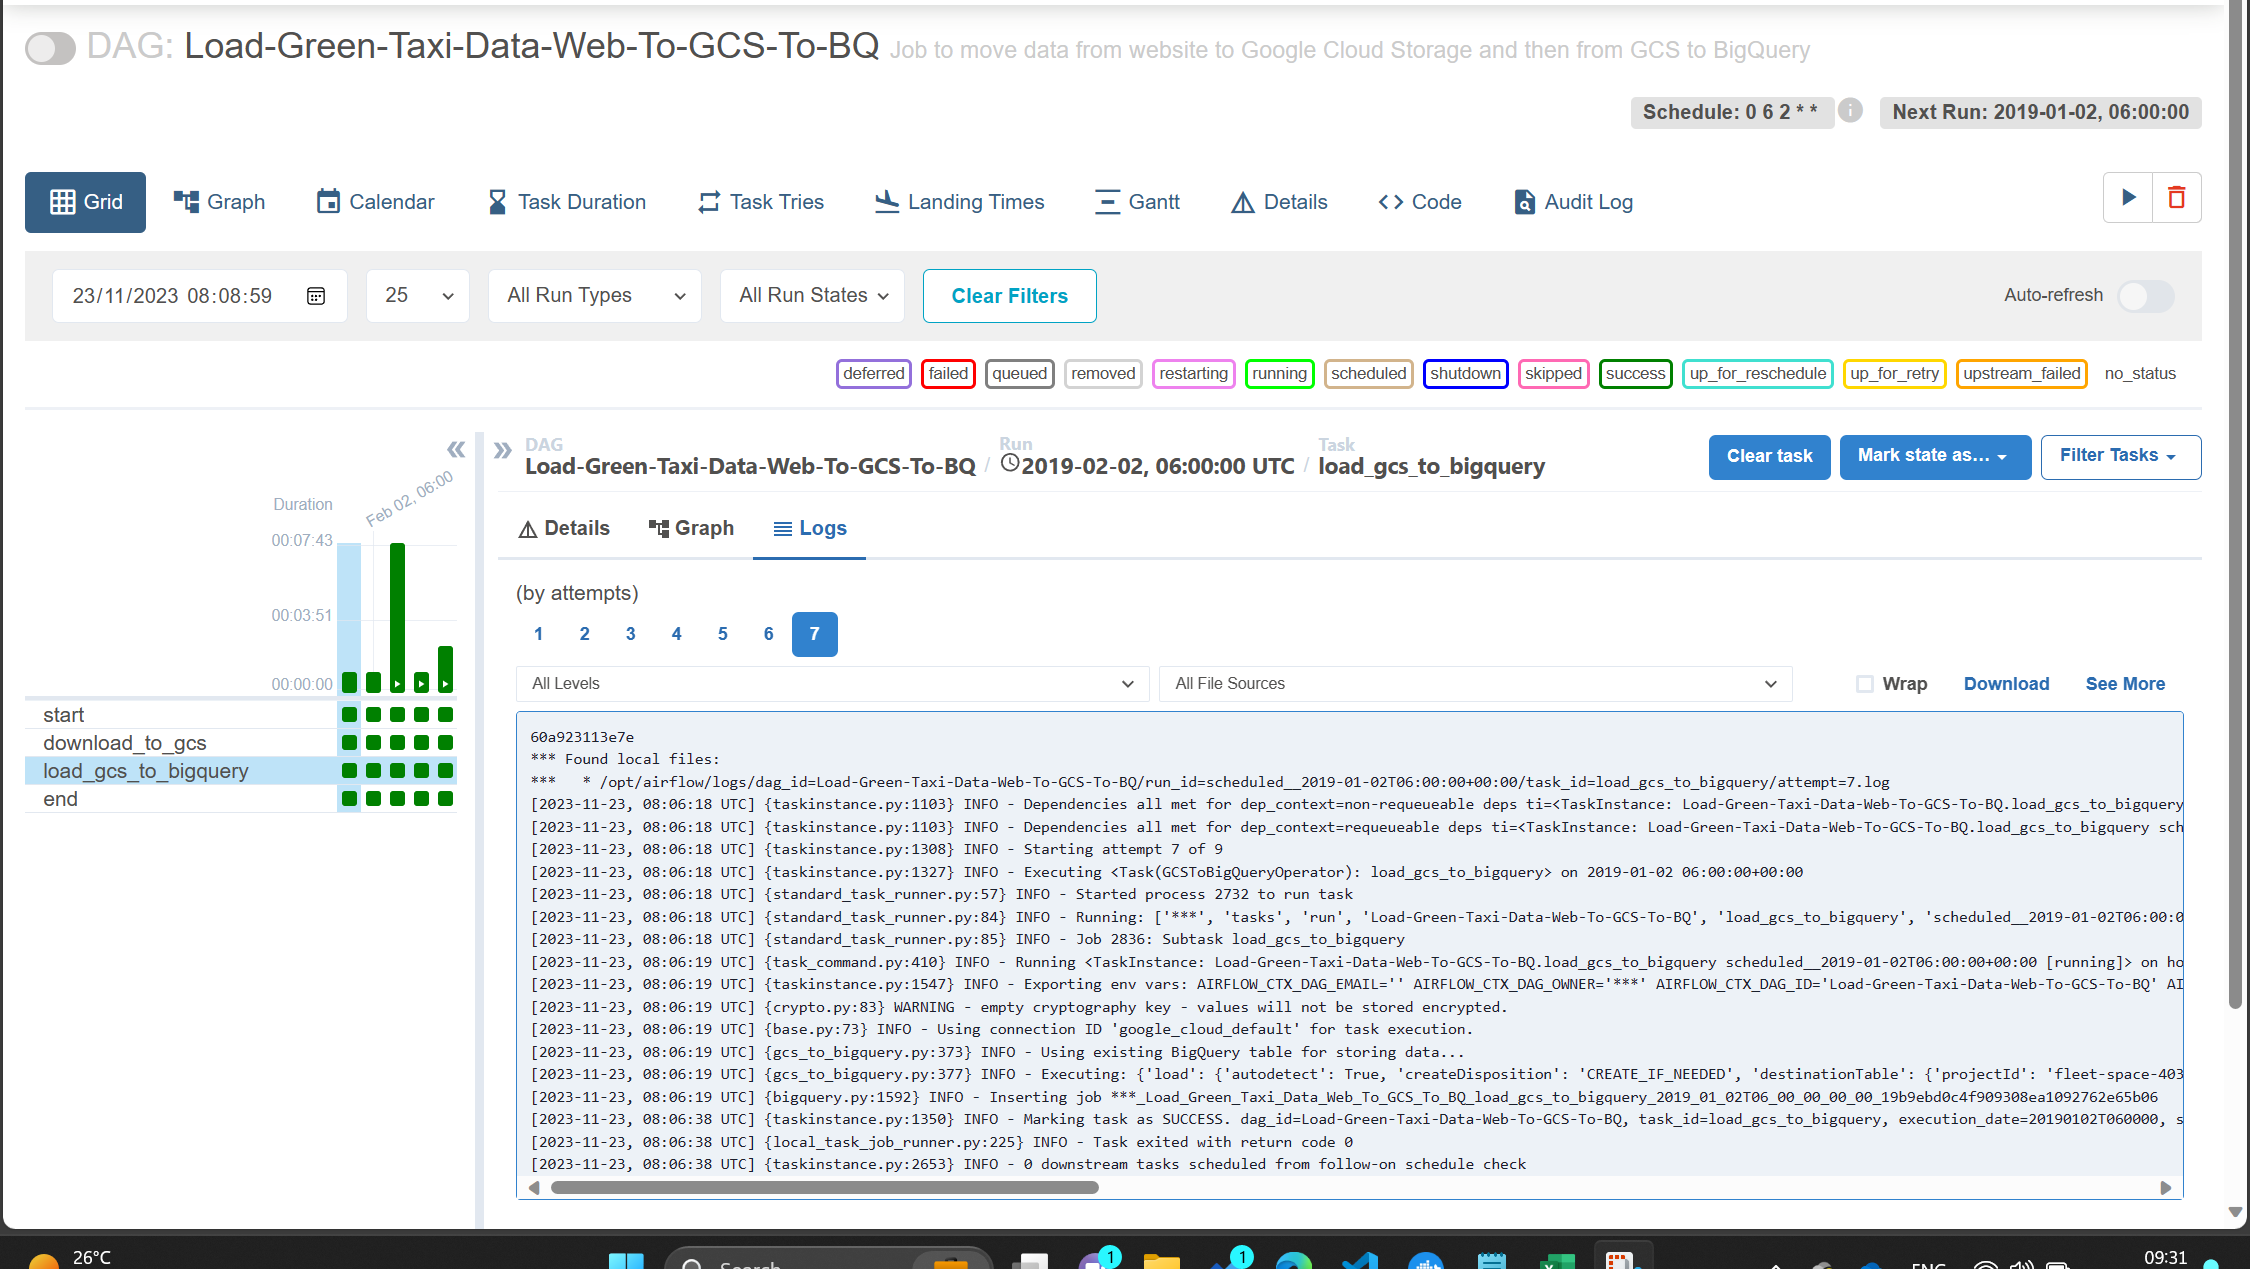 DAG: Load-Green-Taxi-Data-Web-To-GCS-To-BQ Job to move data from website to Google Cloud Storage and then from GCS to BigQuery
Schedule: 0 6 2 * * i Next Run: 2019-01-02, 06:00:00
Grid Graph Calendar Task Duration Task Tries Landing Times Gantt Details Code Audit Log
23/11/2023 08:08:59 25 All Run Types All Run States Clear Filters Auto-refresh
deferred failed queued removed restarting running scheduled shutdown skipped success up_for_reschedule up_for_retry upstream_failed no_status
Duration
Feb 02, 06:00
00:07:43
00:03:51
00:00:00
start
download_to_gcs
load_gcs_to_bigquery
end
DAG Run Task
Load-Green-Taxi-Data-Web-To-GCS-To-BQ / 2019-02-02, 06:00:00 UTC / load_gcs_to_bigquery
Clear task Mark state as... Filter Tasks
Details Graph Logs
(by attempts)
1 2 3 4 5 6 7
All Levels All File Sources Wrap Download See More
60a923113e7e
*** Found local files:
***   * /opt/airflow/logs/dag_id=Load-Green-Taxi-Data-Web-To-GCS-To-BQ/run_id=scheduled__2019-01-02T06:00:00+00:00/task_id=load_gcs_to_bigquery/attempt=7.log
[2023-11-23, 08:06:18 UTC] {taskinstance.py:1103} INFO - Dependencies all met for dep_context=non-requeueable deps ti=<TaskInstance: Load-Green-Taxi-Data-Web-To-GCS-To-BQ.load_gcs_to_bigquery
[2023-11-23, 08:06:18 UTC] {taskinstance.py:1103} INFO - Dependencies all met for dep_context=requeueable deps ti=<TaskInstance: Load-Green-Taxi-Data-Web-To-GCS-To-BQ.load_gcs_to_bigquery sch
[2023-11-23, 08:06:18 UTC] {taskinstance.py:1308} INFO - Starting attempt 7 of 9
[2023-11-23, 08:06:18 UTC] {taskinstance.py:1327} INFO - Executing <Task(GCSToBigQueryOperator): load_gcs_to_bigquery> on 2019-01-02 06:00:00+00:00
[2023-11-23, 08:06:18 UTC] {standard_task_runner.py:57} INFO - Started process 2732 to run task
[2023-11-23, 08:06:18 UTC] {standard_task_runner.py:84} INFO - Running: ['***', 'tasks', 'run', 'Load-Green-Taxi-Data-Web-To-GCS-To-BQ', 'load_gcs_to_bigquery', 'scheduled__2019-01-02T06:00:0
[2023-11-23, 08:06:18 UTC] {standard_task_runner.py:85} INFO - Job 2836: Subtask load_gcs_to_bigquery
[2023-11-23, 08:06:19 UTC] {task_command.py:410} INFO - Running <TaskInstance: Load-Green-Taxi-Data-Web-To-GCS-To-BQ.load_gcs_to_bigquery scheduled__2019-01-02T06:00:00+00:00 [running]> on ho
[2023-11-23, 08:06:19 UTC] {taskinstance.py:1547} INFO - Exporting env vars: AIRFLOW_CTX_DAG_EMAIL='' AIRFLOW_CTX_DAG_OWNER='***' AIRFLOW_CTX_DAG_ID='Load-Green-Taxi-Data-Web-To-GCS-To-BQ' AI
[2023-11-23, 08:06:19 UTC] {crypto.py:83} WARNING - empty cryptography key - values will not be stored encrypted.
[2023-11-23, 08:06:19 UTC] {base.py:73} INFO - Using connection ID 'google_cloud_default' for task execution.
[2023-11-23, 08:06:19 UTC] {gcs_to_bigquery.py:373} INFO - Using existing BigQuery table for storing data...
[2023-11-23, 08:06:19 UTC] {gcs_to_bigquery.py:377} INFO - Executing: {'load': {'autodetect': True, 'createDisposition': 'CREATE_IF_NEEDED', 'destinationTable': {'projectId': 'fleet-space-403
[2023-11-23, 08:06:19 UTC] {bigquery.py:1592} INFO - Inserting job ***_Load_Green_Taxi_Data_Web_To_GCS_To_BQ_load_gcs_to_bigquery_2019_01_02T06_00_00_00_00_19b9ebd0c4f909308ea1092762e65b06
[2023-11-23, 08:06:38 UTC] {taskinstance.py:1350} INFO - Marking task as SUCCESS. dag_id=Load-Green-Taxi-Data-Web-To-GCS-To-BQ, task_id=load_gcs_to_bigquery, execution_date=20190102T060000, s
[2023-11-23, 08:06:38 UTC] {local_task_job_runner.py:225} INFO - Task exited with return code 0
[2023-11-23, 08:06:38 UTC] {taskinstance.py:2653} INFO - 0 downstream tasks scheduled from follow-on schedule check
26°C Search 1 1 ENG 09:31